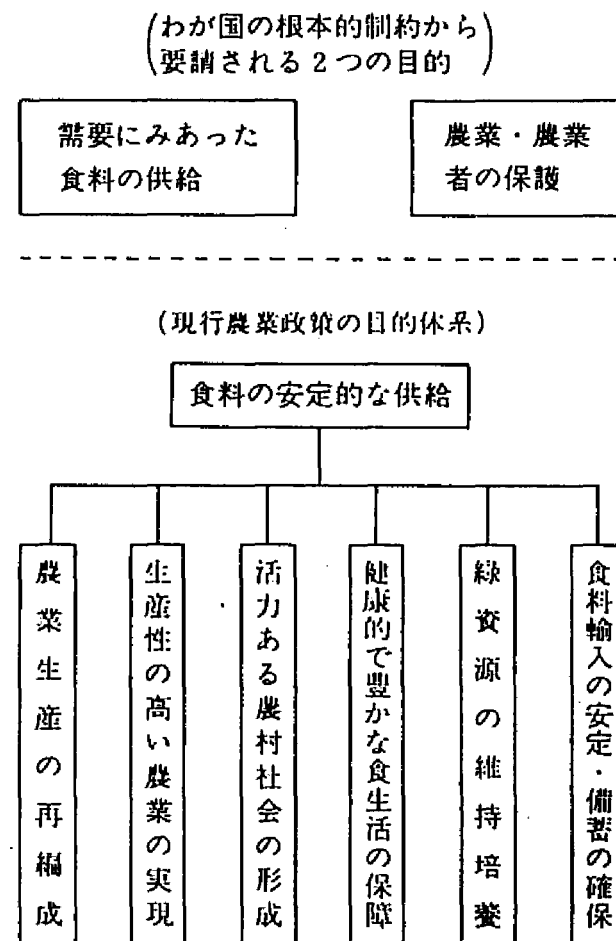 (わが国の根本的制約から
要請される2つの目的)
需要にみあった
食料の供給
農業・農業
者の保護
(現行農業政策の目的体系)
食料の安定的な供給
農業生産の再編成
生産性の高い農業の実現
活力ある農村社会の形成
健康的で豊かな食生活の保障
緑資源の維持培養
食料輸入の安定・備蓄の確保